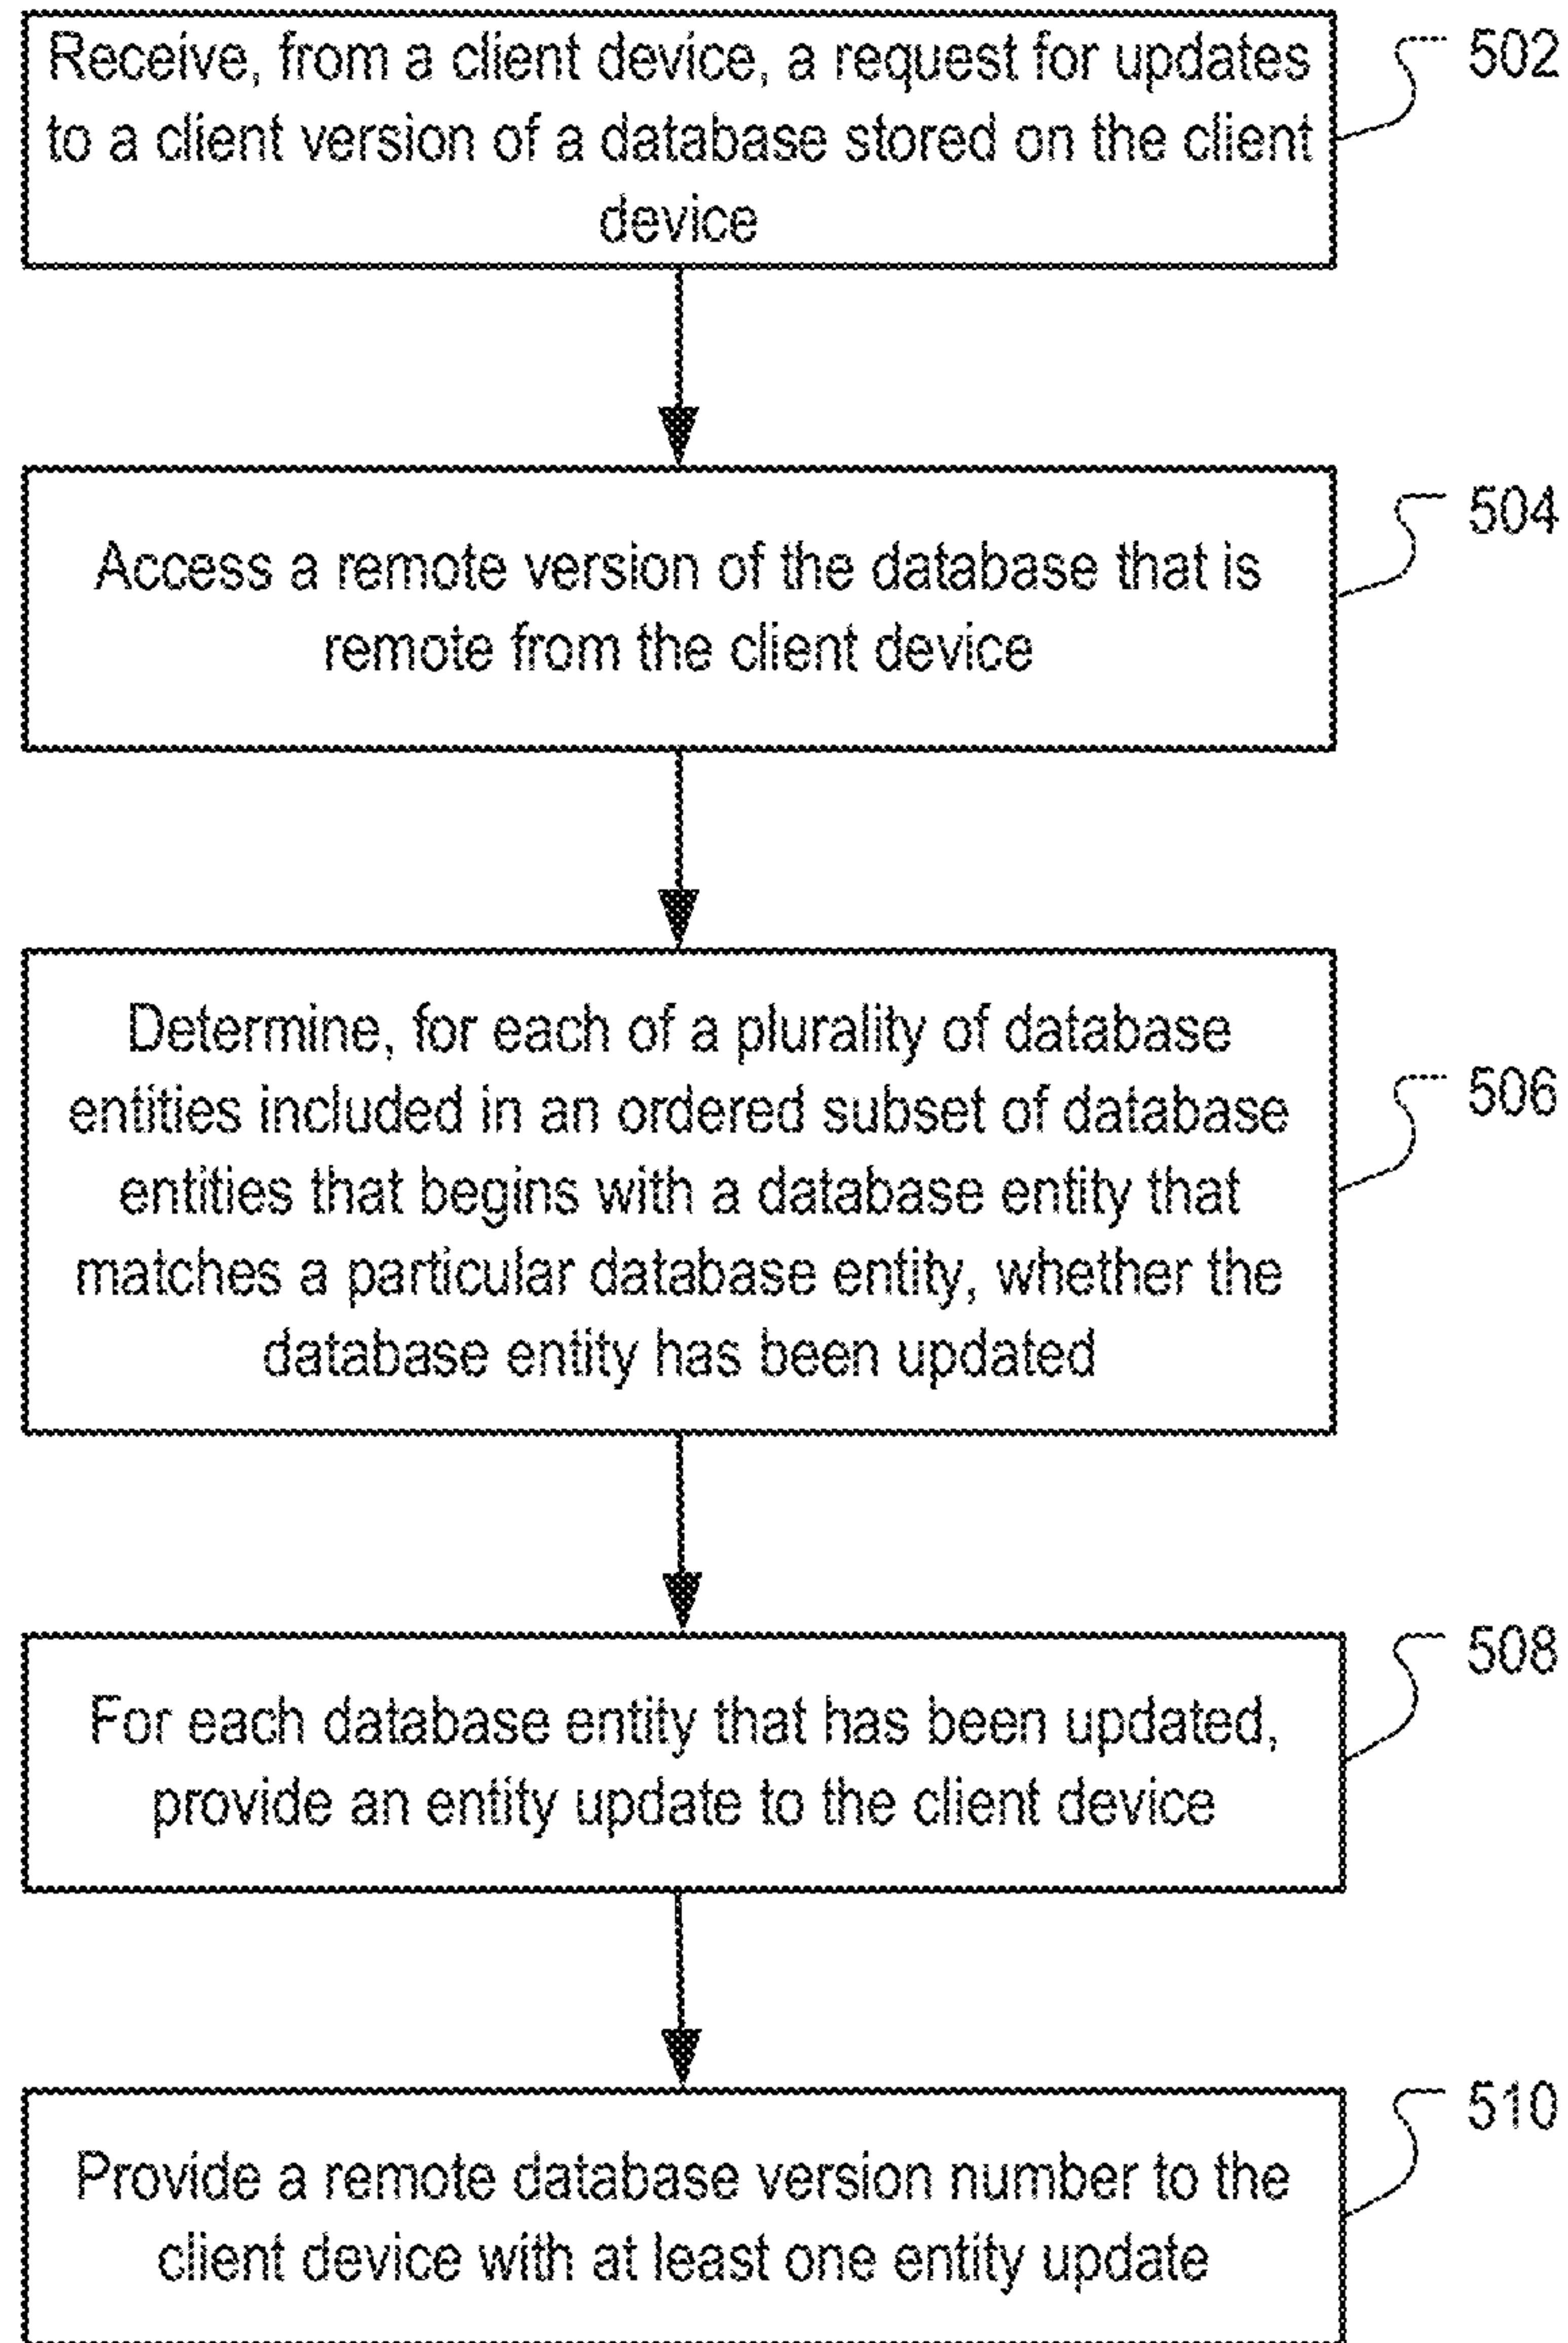 Receive, from a client device, a request for updates
to a client version of a database stored on the client
device
502
Access a remote version of the database that is
remote from the client device
504
Determine, for each of a plurality of database
entities included in an ordered subset of database
entities that begins with a database entity that
matches a particular database entity, whether the
database entity has been updated
506
For each database entity that has been updated,
provide an entity update to the client device
508
Provide a remote database version number to the
client device with at least one entity update
510